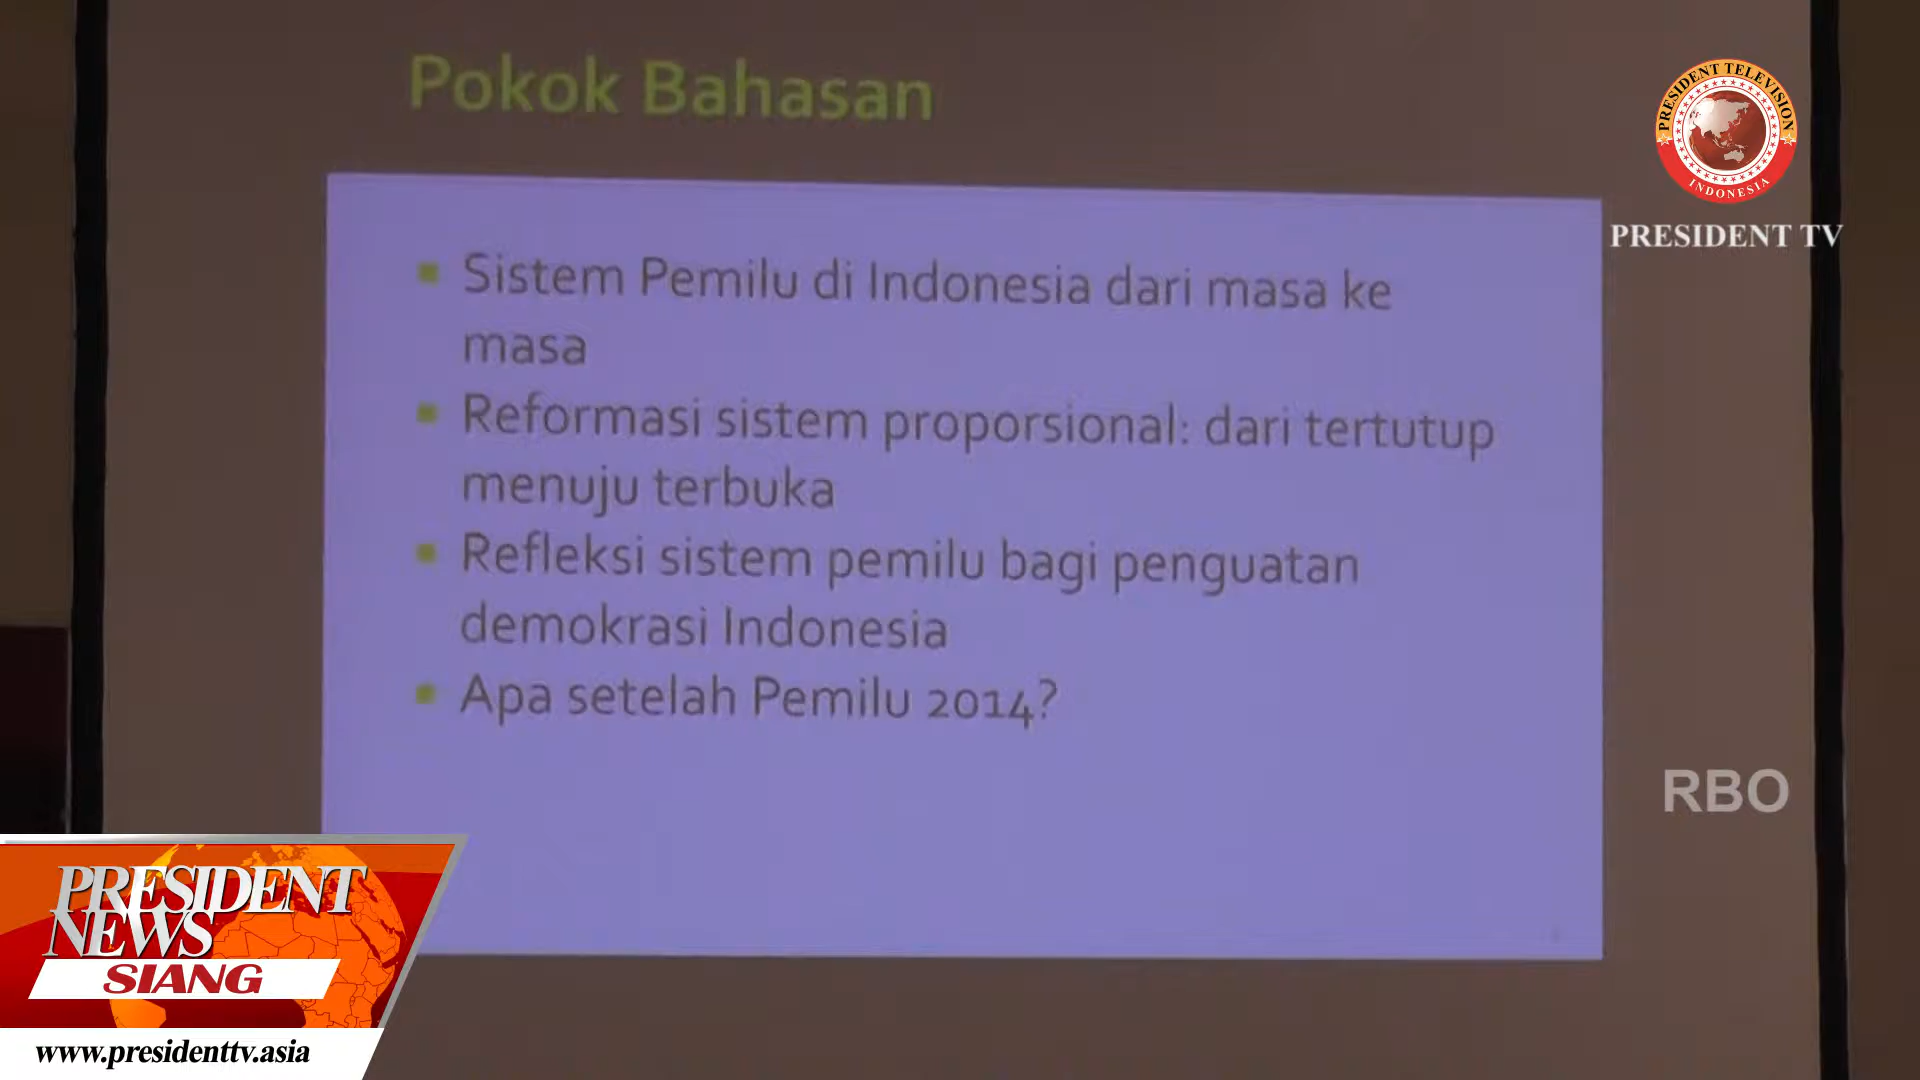 Pokok Bahasan
PRESIDENT TELEVISION
INDONESIA
PRESIDENT TV
Sistem Pemilu di Indonesia dari masa ke
masa
Reformasi sistem proporsional: dari tertutup
menuju terbuka
Refleksi sistem pemilu bagi penguatan
demokrasi Indonesia
Apa setelah Pemilu 2014?
RBO
PRESIDENT
NEWS
SIANG
www.presidenttv.asia